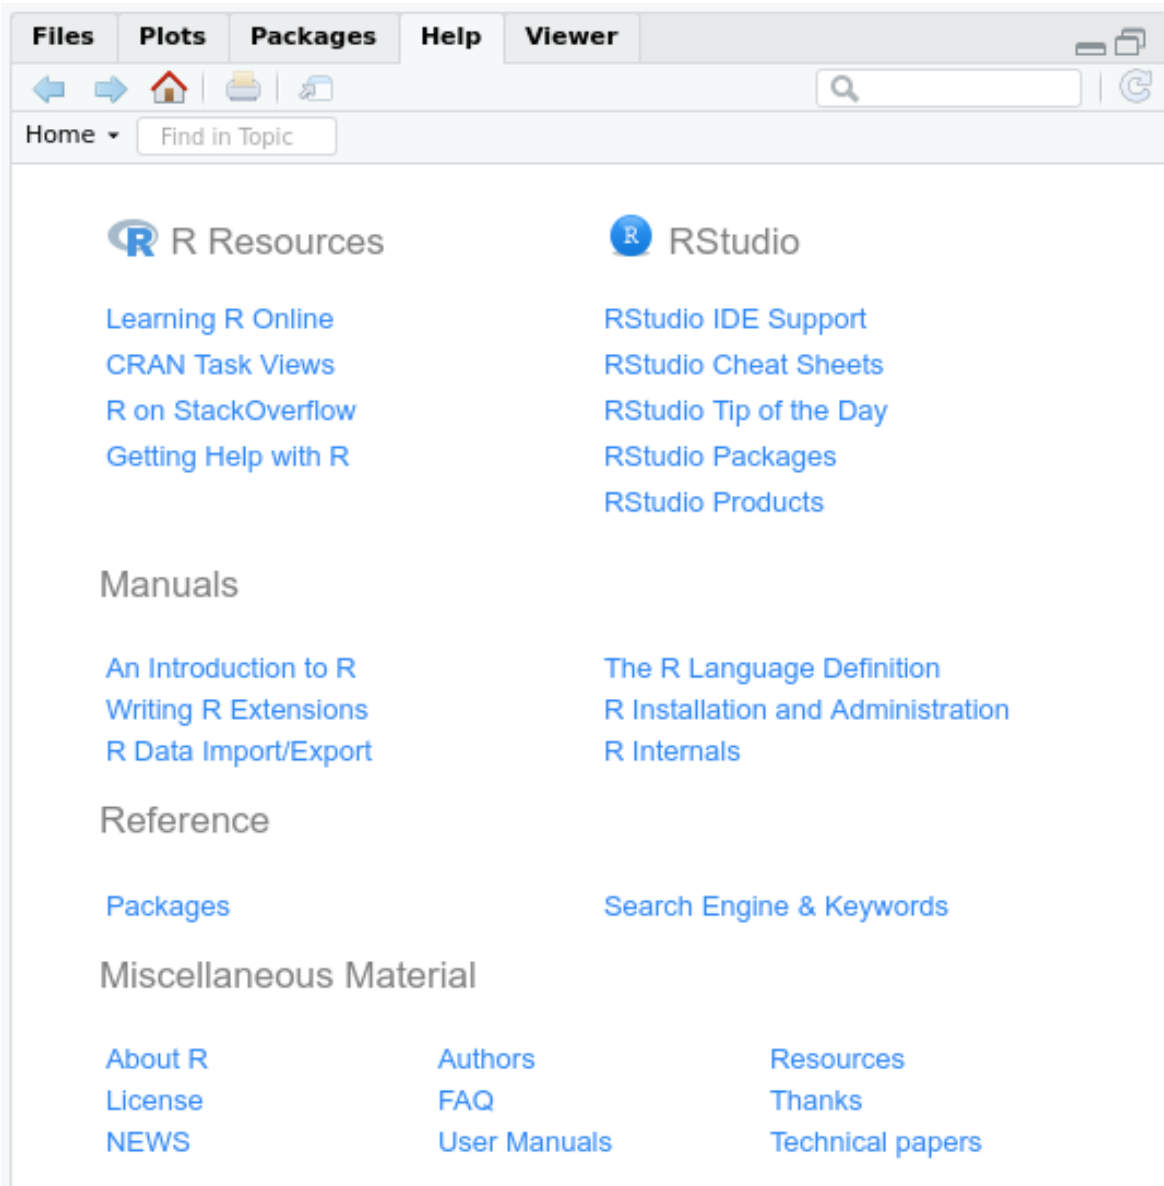 Files Plots Packages Help Viewer
Home Find in Topic
R R Resources
R RStudio
Learning R Online
CRAN Task Views
R on StackOverflow
Getting Help with R
RStudio IDE Support
RStudio Cheat Sheets
RStudio Tip of the Day
RStudio Packages
RStudio Products
Manuals
An Introduction to R
Writing R Extensions
R Data Import/Export
The R Language Definition
R Installation and Administration
R Internals
Reference
Packages
Search Engine & Keywords
Miscellaneous Material
About R
License
NEWS
Authors
FAQ
User Manuals
Resources
Thanks
Technical papers